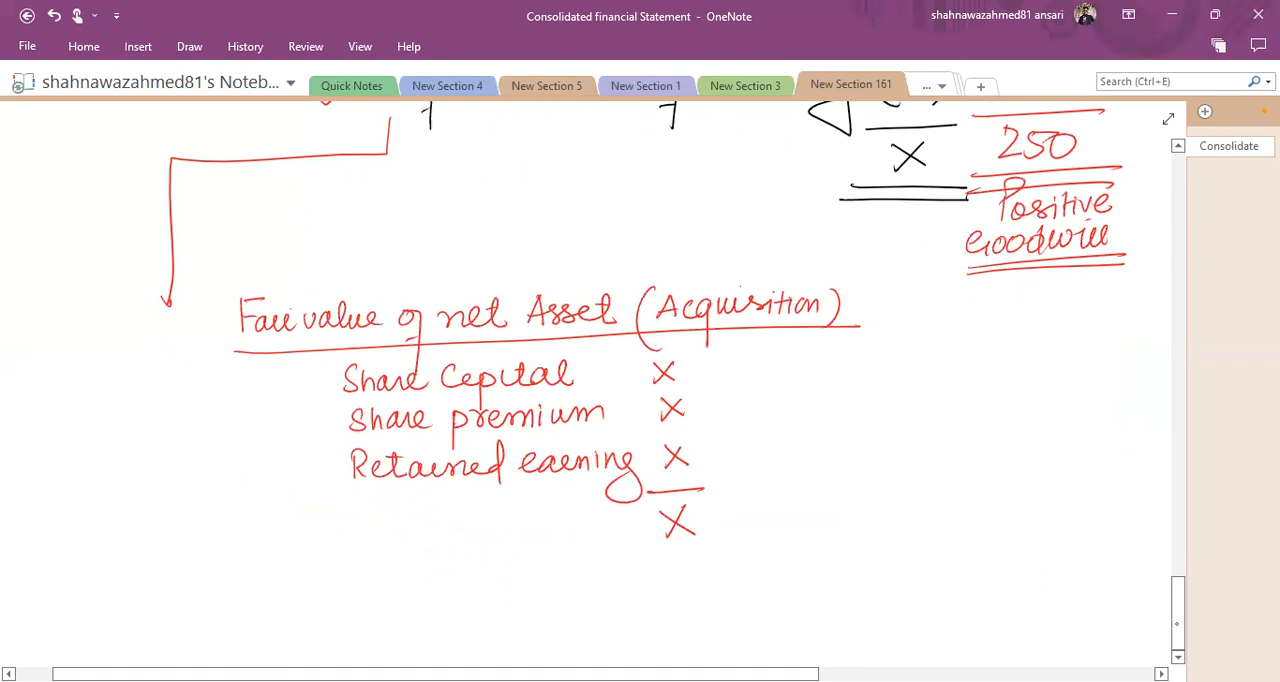 Consolidated financial Statement - OneNote
shahnawazahmed81 ansari
File Home Insert Draw History Review View Help
shahnawazahmed81's Noteb...
Quick Notes New Section 4 New Section 5 New Section 1 New Section 3 New Section 161 ...
Search (Ctrl+E)
Consolidate
250
X
Positive
Goodwill
Fair value of net Asset (Acquisition)
Share Cepital X
Share premium X
Retained earning X
X